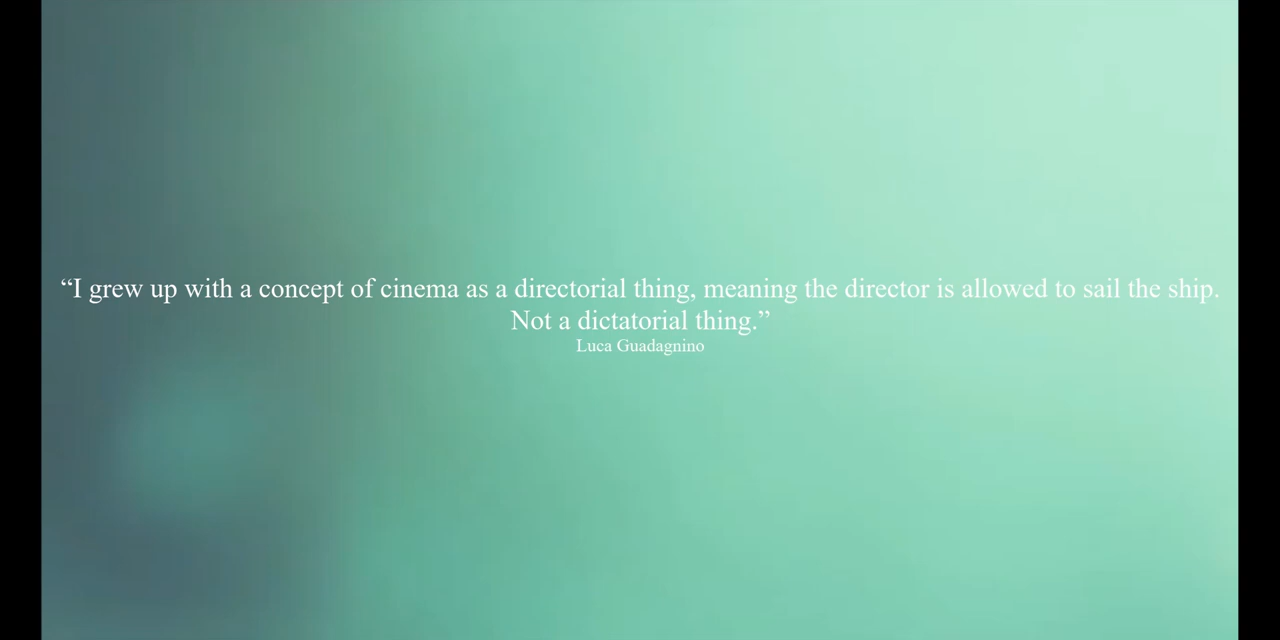 “I grew up with a concept of cinema as a directorial thing, meaning the director is allowed to sail the ship.
Not a dictatorial thing.”
Luca Guadagnino